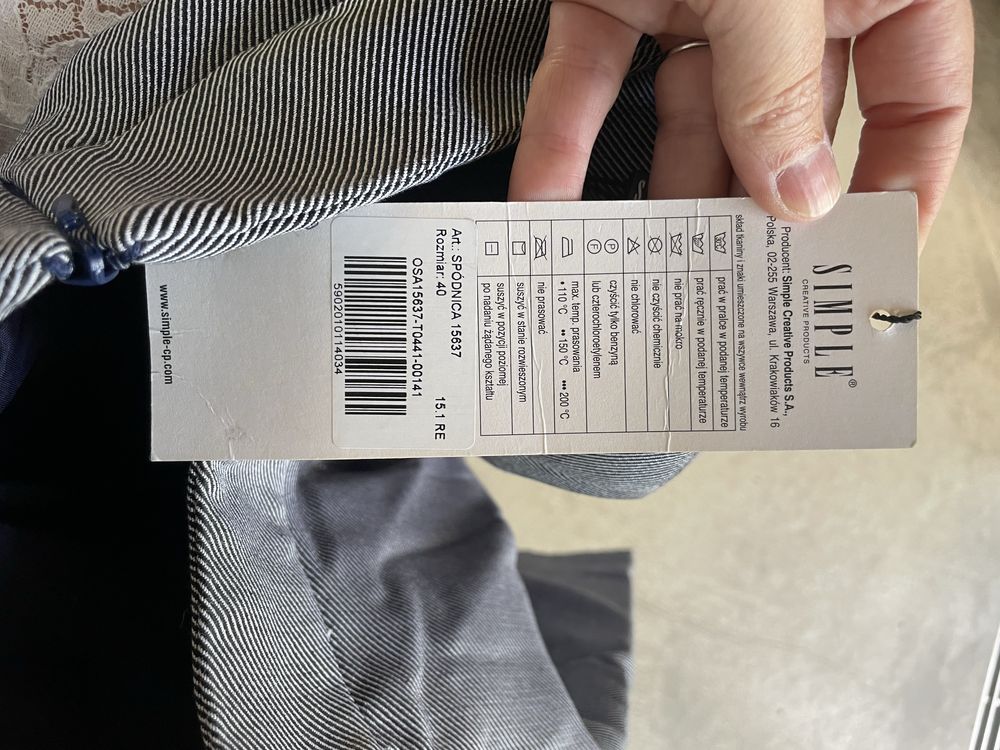 SIMPLE®
CREATIVE PRODUCTS
Producent: Simple Creative Products S.A.,
Polska, 02-255 Warszawa, ul. Krakowiaków 16
skład tkaniny i znaki umieszczone na wszywce wewnątrz wyrobu
prać w pralce w podanej temperaturze
prać ręcznie w podanej temperaturze
nie prać na mokro
nie czyścić chemicznie
nie chlorować
P czyścić tylko benzyną
F lub czterochloroetylenem
max. temp. prasowania
•110 °C ••150 °C •••200 °C
nie prasować
suszyć w stanie rozwieszonym
suszyć w pozycji poziomej
po nadaniu żądanego kształtu
Art.: SPÓDNICA 15637
Rozmiar: 40 15.1 RE
OSA15637-T0441-00141
5902010114034
www.simple-cp.com